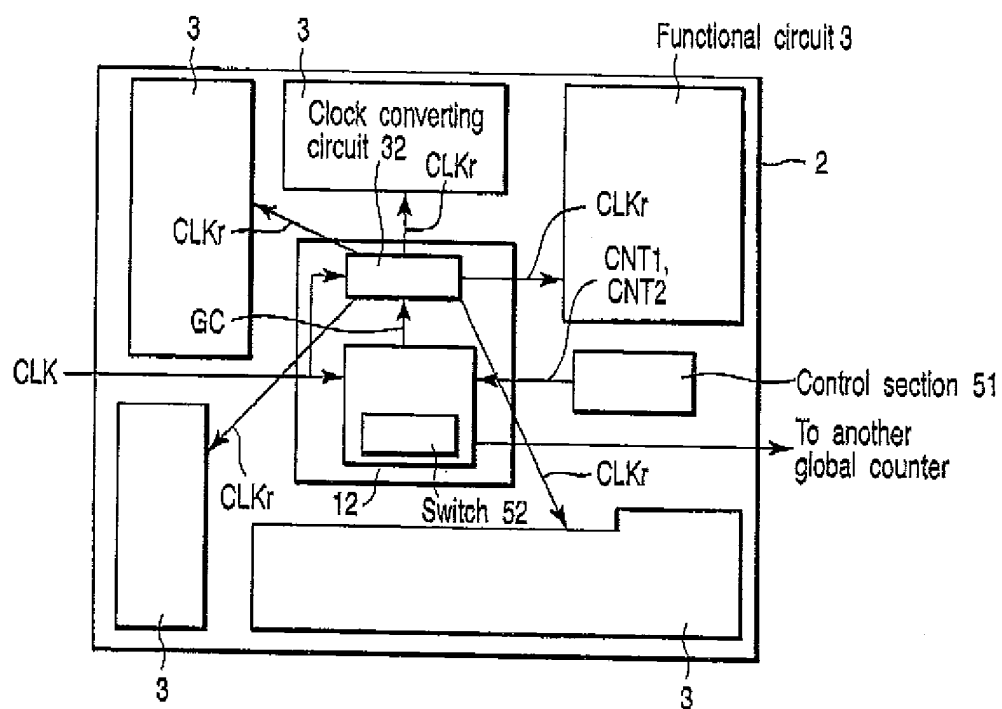 3
3
Functional circuit 3
Clock converting
circuit 32
CLKr
2
CLKr
CLKr
CNT1,
CNT2
GC
CLK
Control section 51
To another
global counter
CLKr
12
Switch 52
CLKr
3
3